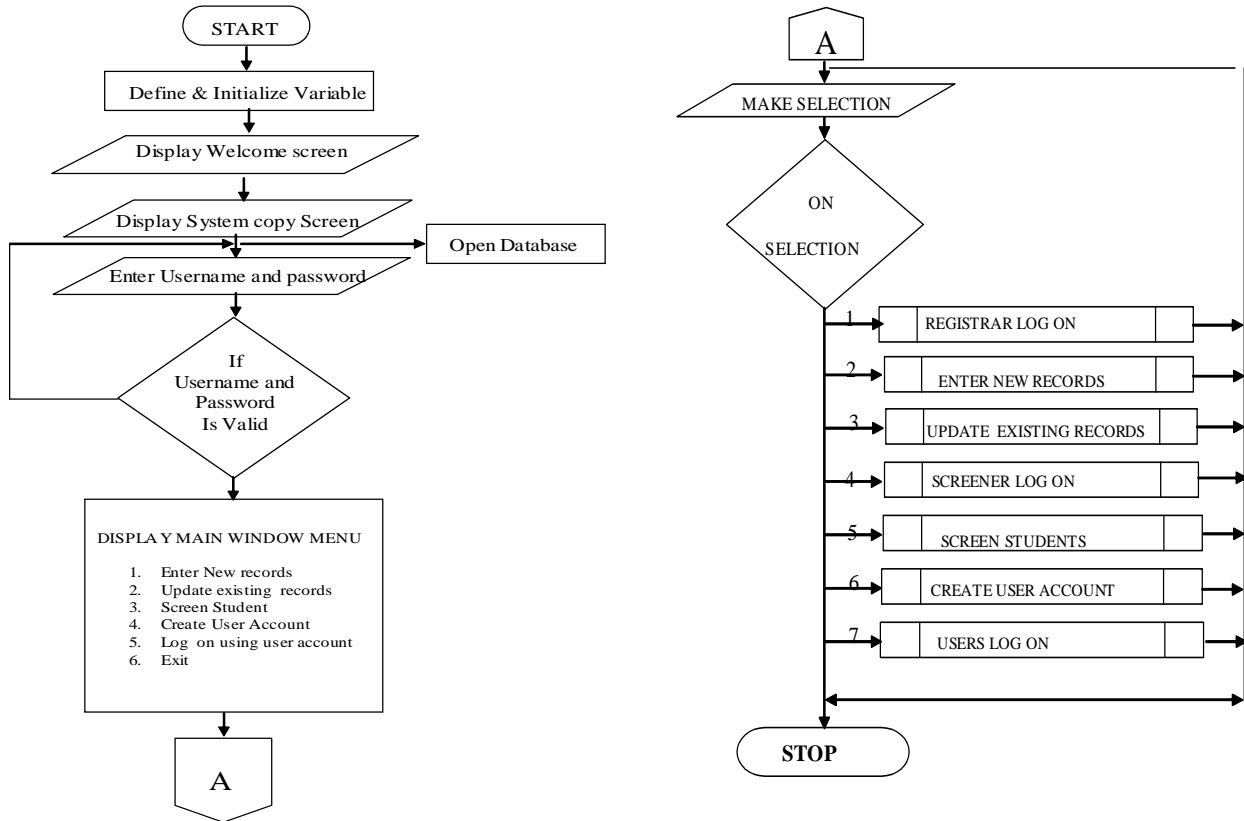 START
Define & Initialize Variable
Display Welcome screen
Display System copy Screen
Open Database
Enter Username and password
If
Username and
Password
Is Valid
DISPLAY MAIN WINDOW MENU
1. Enter New records
2. Update existing records
3. Screen Student
4. Create User Account
5. Log on using user account
6. Exit
A
A
MAKE SELECTION
ON
SELECTION
1 REGISTRAR LOG ON
2 ENTER NEW RECORDS
3 UPDATE EXISTING RECORDS
4 SCREENER LOG ON
5 SCREEN STUDENTS
6 CREATE USER ACCOUNT
7 USERS LOG ON
STOP